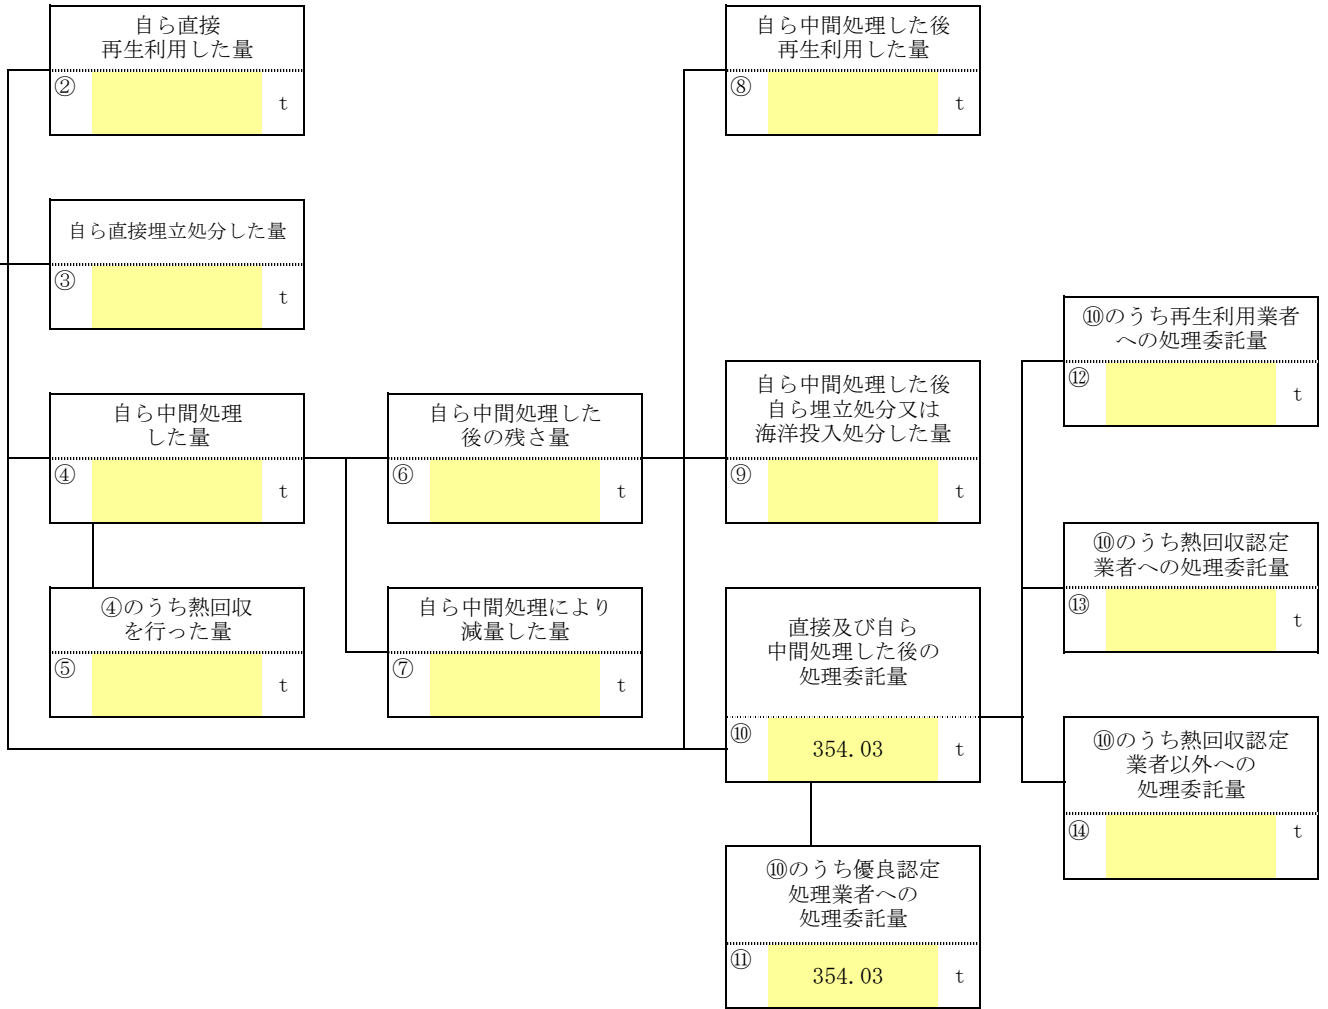 自ら直接
再生利用した量
② t
自ら直接埋立処分した量
③ t
自ら中間処理
した量
④ t
④のうち熱回収
を行った量
⑤ t
自ら中間処理した
後の残さ量
⑥ t
自ら中間処理により
減量した量
⑦ t
自ら中間処理した後
再生利用した量
⑧ t
自ら中間処理した後
自ら埋立処分又は
海洋投入処分した量
⑨ t
直接及び自ら
中間処理した後の
処理委託量
⑩ 354.03 t
⑩のうち優良認定
処理業者への
処理委託量
⑪ 354.03 t
⑩のうち再生利用業者
への処理委託量
⑫ t
⑩のうち熱回収認定
業者への処理委託量
⑬ t
⑩のうち熱回収認定
業者以外への
処理委託量
⑭ t